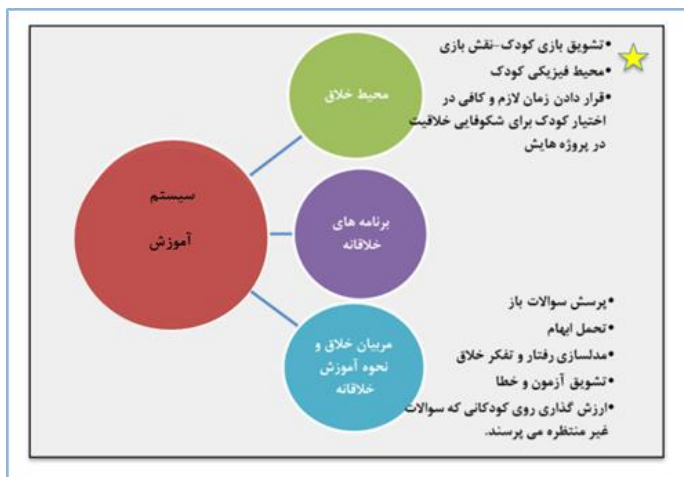 •تشویق بازی کودک-نقش بازی
•محیط فیزیکی کودک
•قرار دادن زمان لازم و کافی در
اختیار کودک برای شکوفایی خلاقیت
در پروژه هایش
محیط خلاق
سیستم
آموزش
برنامه های
خلاقانه
مربیان خلاق و
نحوه آموزش
خلاقانه
•پرسش سوالات باز
•تحمل ابهام
•مدلسازی رفتار و تفکر خلاق
•تشویق آزمون و خطا
•ارزش گذاری روی کودکانی که سوالات
غیر منتظره می پرسند.